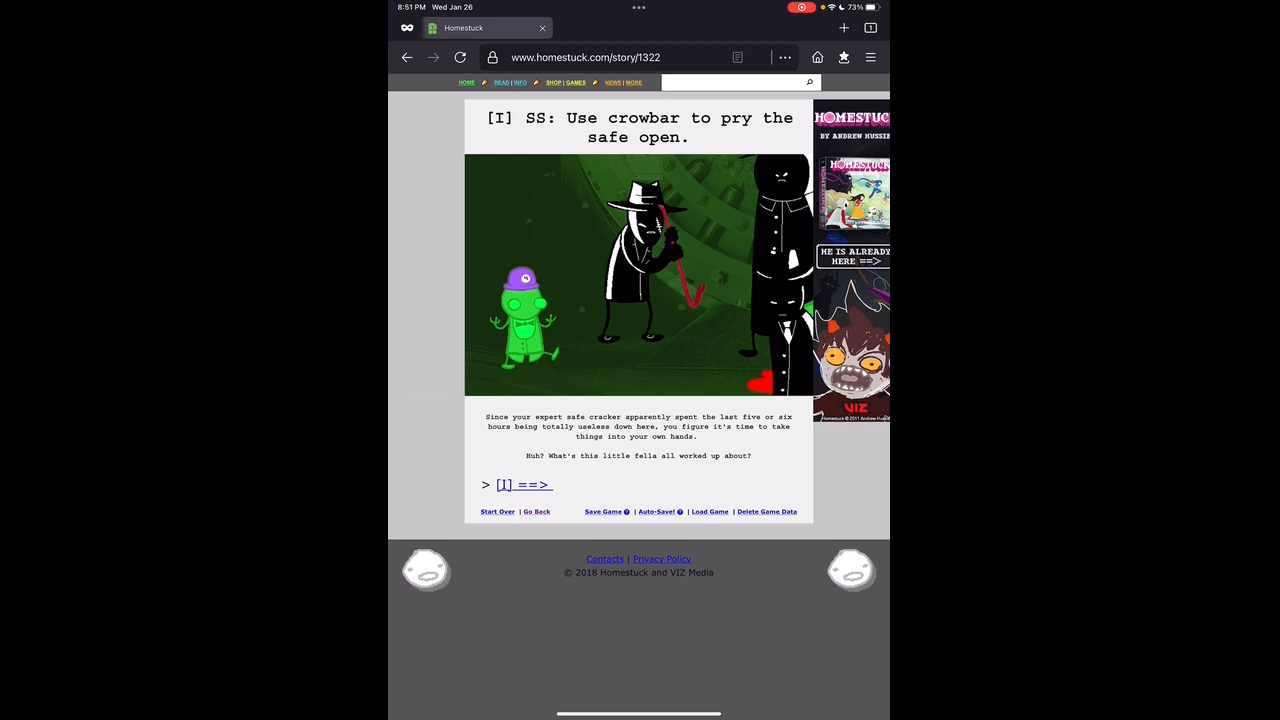 8:51 PM Wed Jan 26
73%
Homestuck
1
www.homestuck.com/story/1322
HOME READ | INFO SHOP | GAMES NEWS | MORE
[I] SS: Use crowbar to pry the
safe open.
HOMESTUC
BY ANDREW HUSSIE
HOMESTUCK
HE IS ALREADY
HERE ==>
VIZ
Since your expert safe cracker apparently spent the last five or six
hours being totally useless down here, you figure it's time to take
things into your own hands.
Huh? What's this little fella all worked up about?
> [I] ==>
Start Over | Go Back Save Game ? | Auto-Save! ? | Load Game | Delete Game Data
Contacts | Privacy Policy
© 2018 Homestuck and VIZ Media